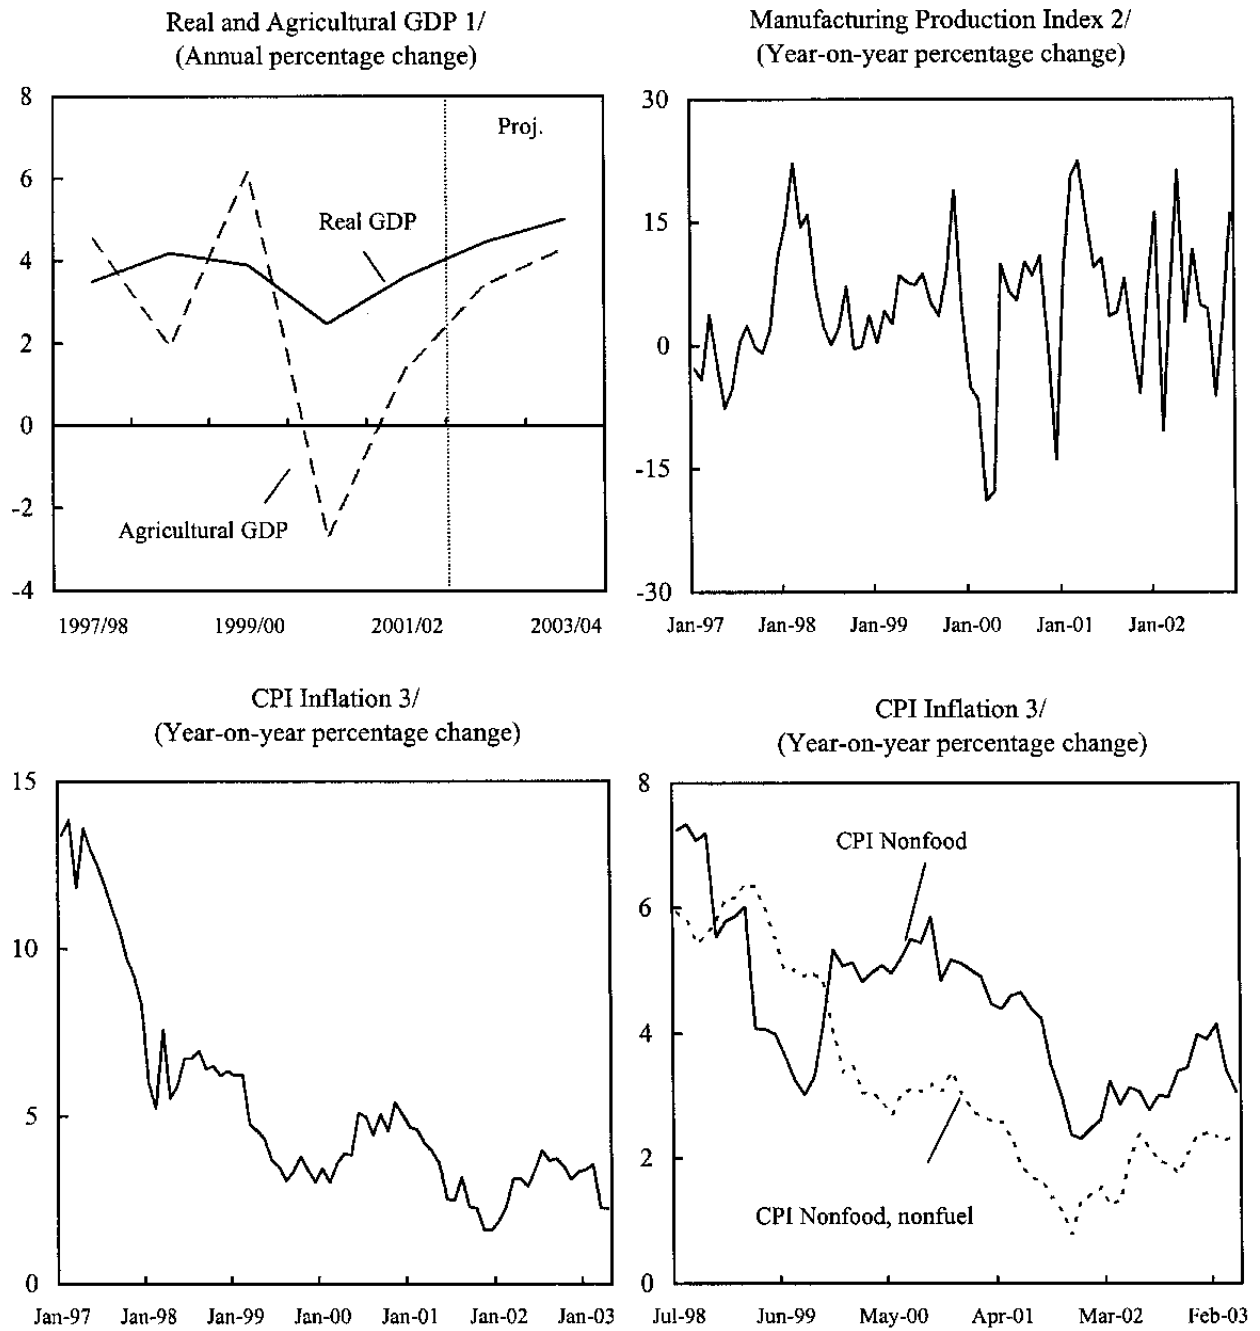 Real and Agricultural GDP 1/
(Annual percentage change)
8
6
4
2
0
-2
-4
Proj.
Real GDP
Agricultural GDP
1997/98
1999/00
2001/02
2003/04
Manufacturing Production Index 2/
(Year-on-year percentage change)
30
15
0
-15
-30
Jan-97
Jan-98
Jan-99
Jan-00
Jan-01
Jan-02
CPI Inflation 3/
(Year-on-year percentage change)
15
10
5
0
Jan-97
Jan-98
Jan-99
Jan-00
Jan-01
Jan-02
Jan-03
CPI Inflation 3/
(Year-on-year percentage change)
8
6
4
2
0
CPI Nonfood
CPI Nonfood, nonfuel
Jul-98
Jun-99
May-00
Apr-01
Mar-02
Feb-03